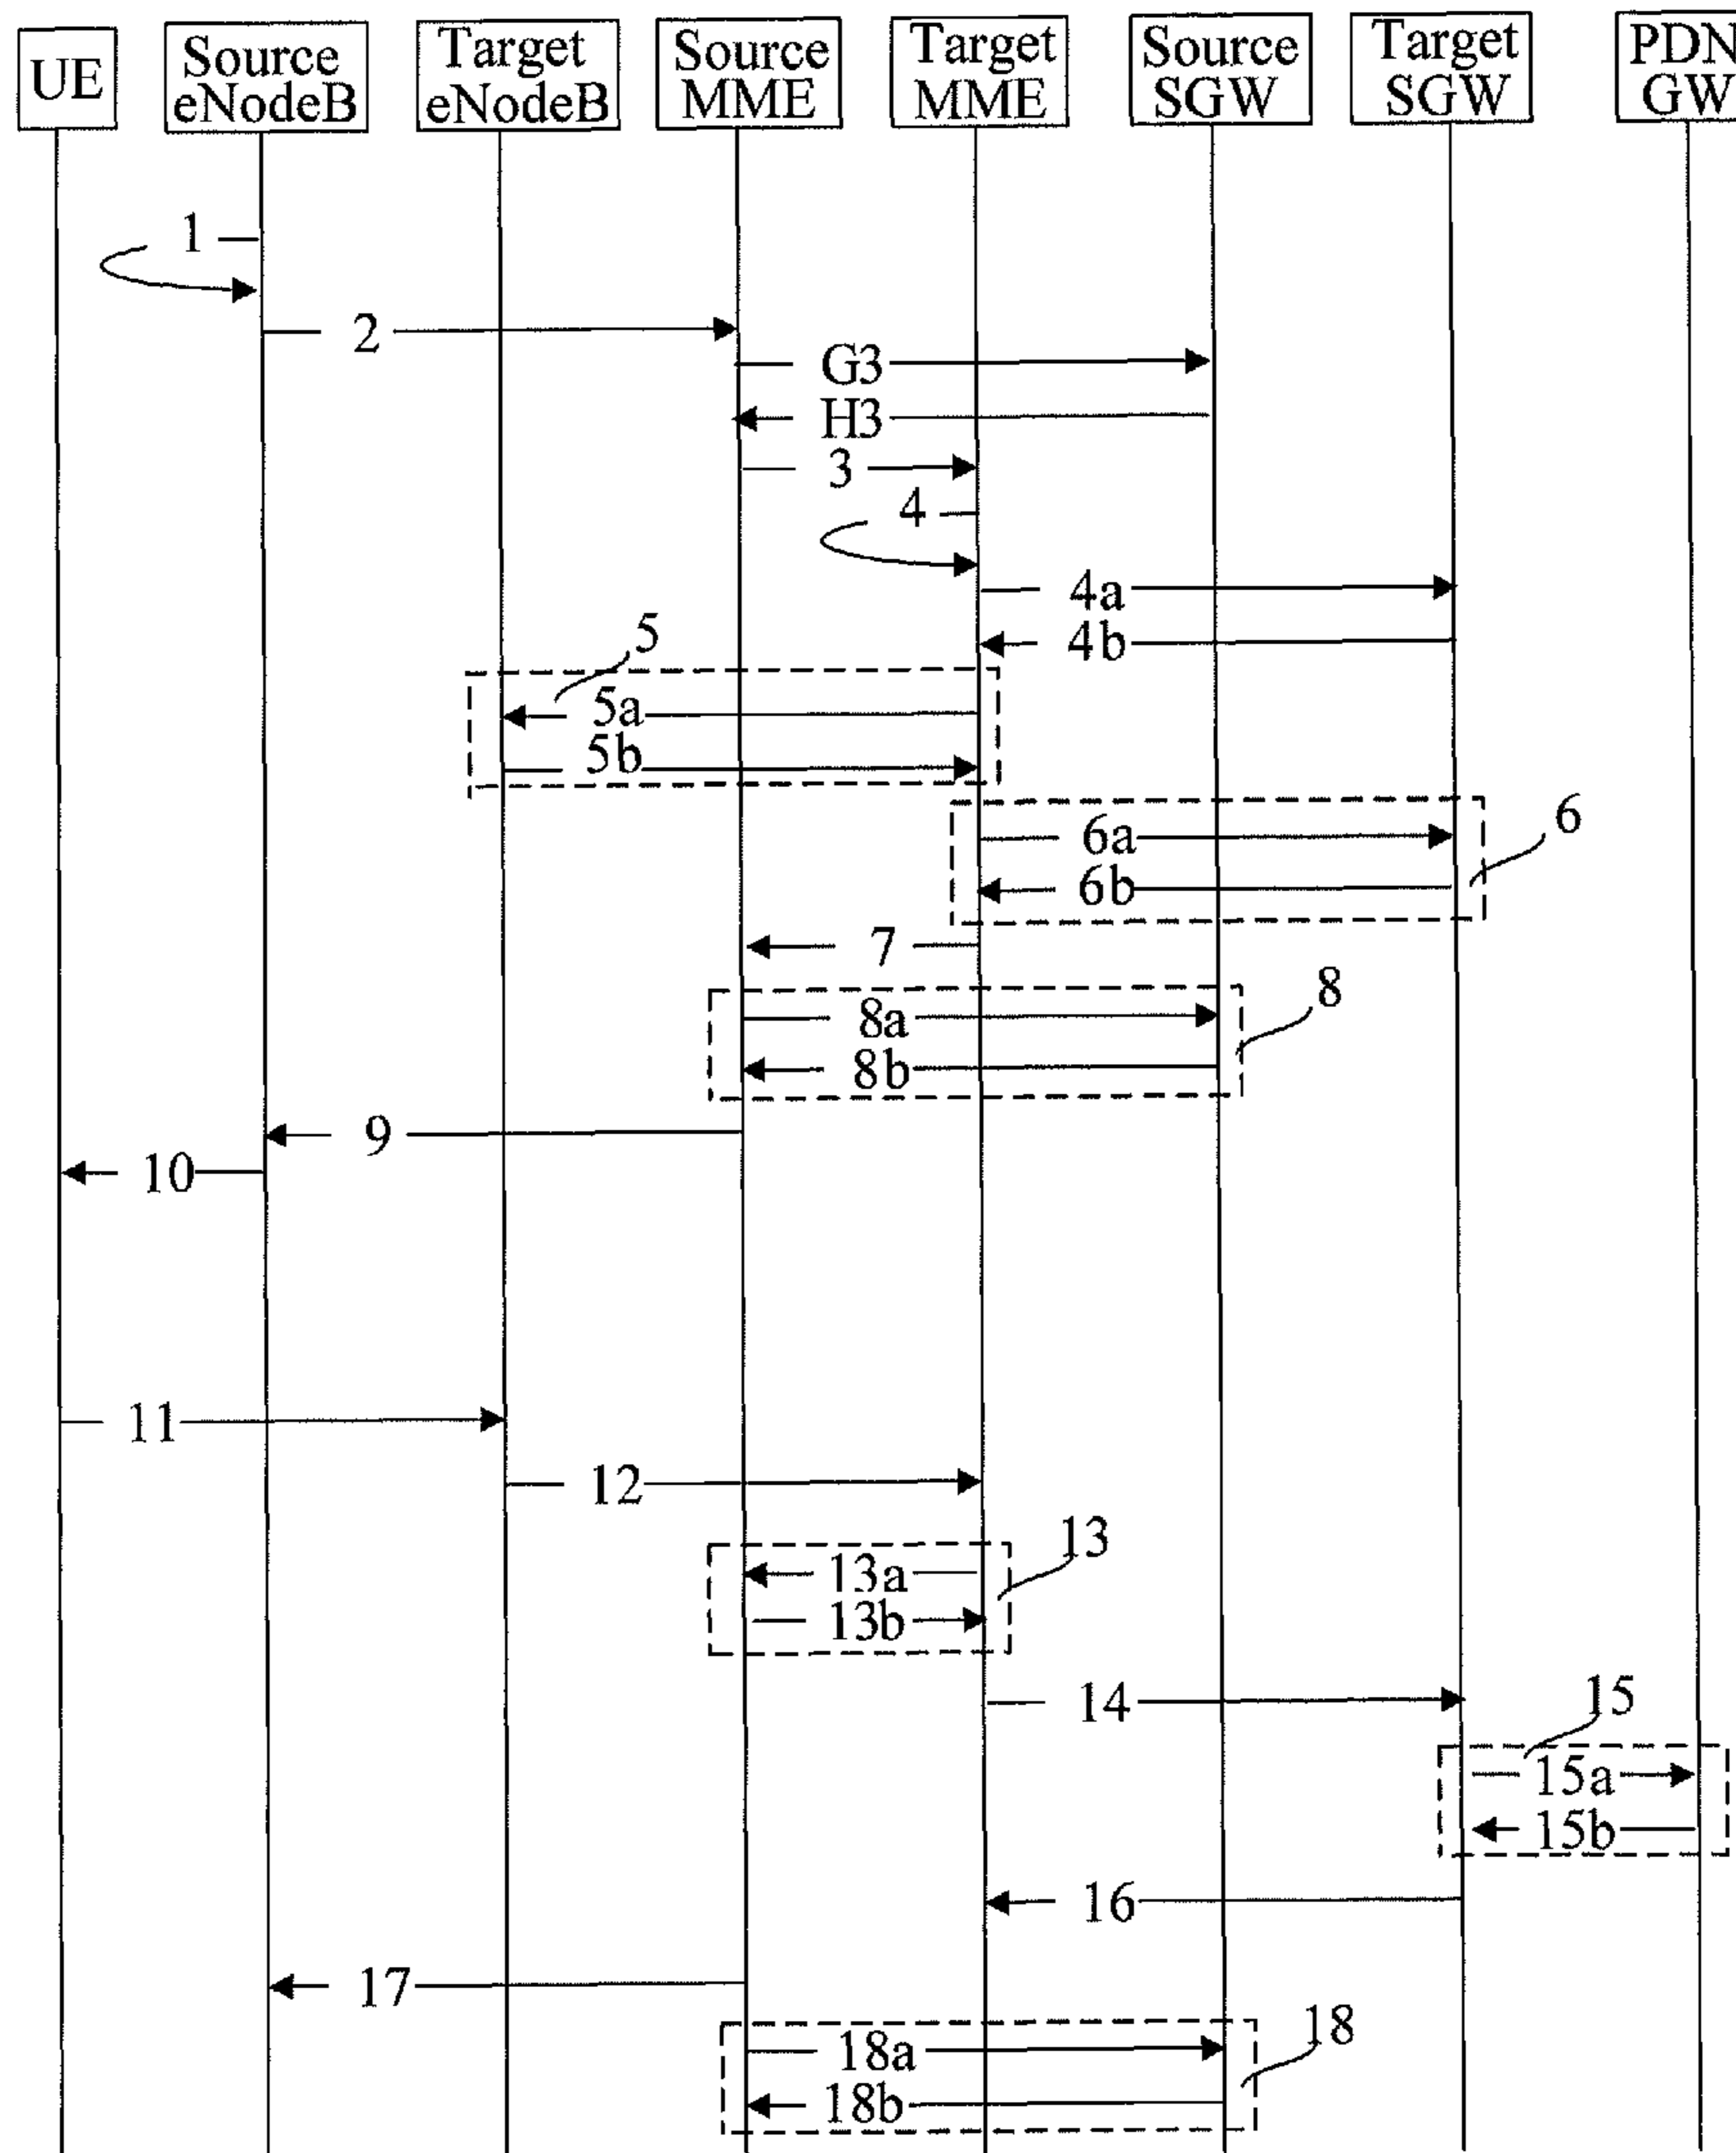 UE
Source
eNodeB
Target
eNodeB
Source
MME
Target
MME
Source
SGW
Target
SGW
PDN
GW
1
2
G3
H3
3
4
4a
4b
5
5a
5b
6
6a
6b
7
8
8a
8b
9
10
11
12
13
13a
13b
14
15
15a
15b
16
17
18
18a
18b